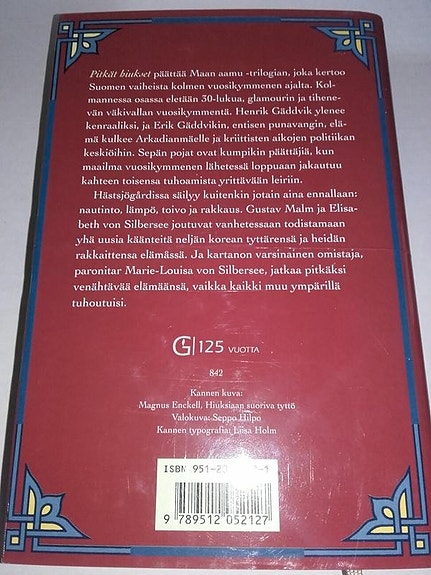 Pitkät hiukset päättää Maan aamu -trilogian, joka kertoo
Suomen vaiheista kolmen vuosikymmenen ajalta. Kol-
mannessa osassa eletään 30-lukua, glamourin ja tihene-
vän väkivallan vuosikymmentä. Henrik Gäddvik ylenee
kenraaliksi, ja Erik Gäddvikin, entisen punavangin, elä-
mä kulkee Arkadianmäelle ja kriittisten aikojen politiikan
keskiöihin. Sepän pojat ovat kumpikin päättäjiä, kun
maailma vuosikymmenen lähetessä loppuaan jakautuu
kahteen toisensa tuhoamista yrittävään leiriin.
Hästsjögårdissa säilyy kuitenkin jotain aina ennallaan:
nautinto, lämpö, toivo ja rakkaus. Gustav Malm ja Elisa-
beth von Silbersee joutuvat vanhetessaan todistamaan
yhä uusia käänteitä neljän korean tyttärensä ja heidän
rakkaittensa elämässä. Ja kartanon varsinainen omistaja,
paronitar Marie-Louisa von Silbersee, jatkaa pitkäksi
venähtävää elämäänsä, vaikka kaikki muu ympärillä
tuhoutuisi.
125 VUOTTA
842
Kannen kuva:
Magnus Enckell, Hiuksiaan suoriva tyttö
Valokuva: Seppo Hilpo
Kannen typografia: Liisa Holm
ISBN 951-20
9 789512 052127